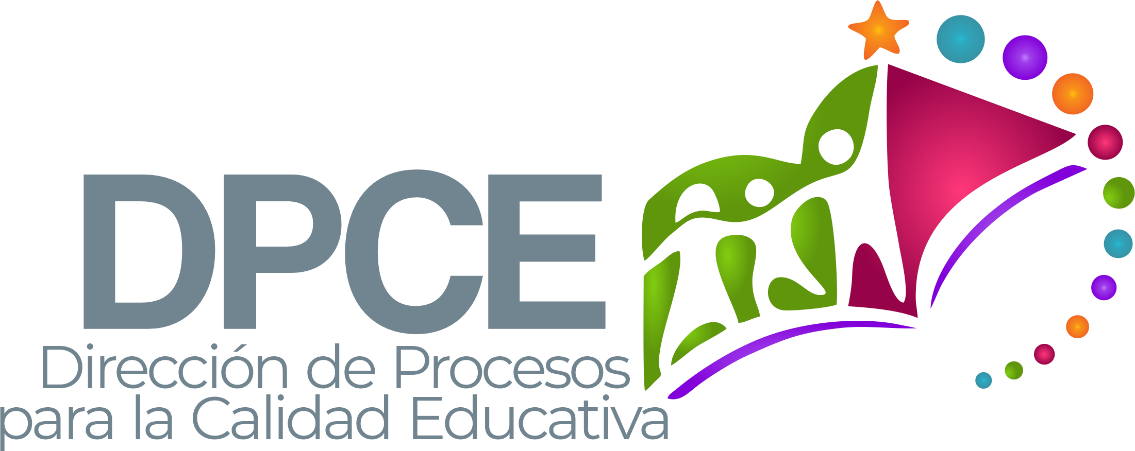 DPCE
Dirección de Procesos
para la Calidad Educativa